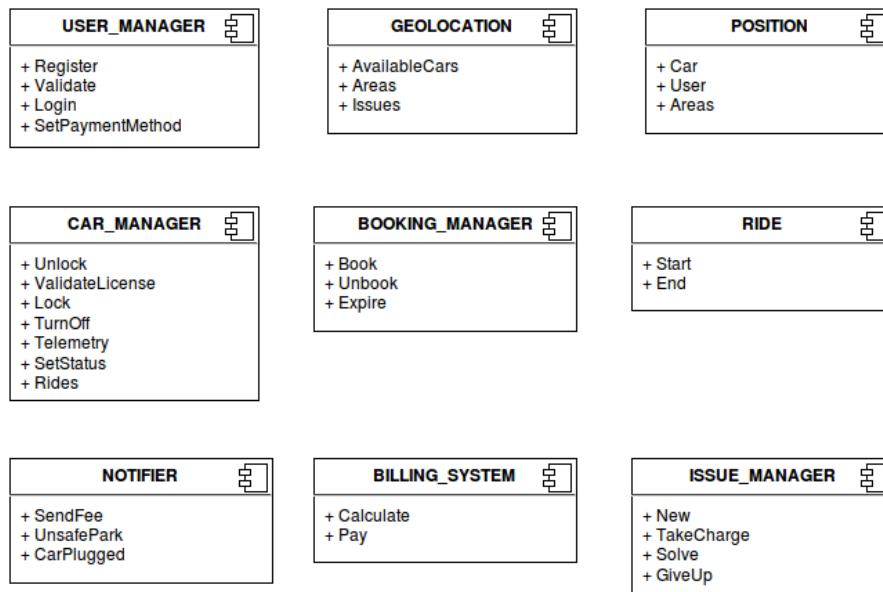 USER_MANAGER
+ Register
+ Validate
+ Login
+ SetPaymentMethod
GEOLOCATION
+ AvailableCars
+ Areas
+ Issues
POSITION
+ Car
+ User
+ Areas
CAR_MANAGER
+ Unlock
+ ValidateLicense
+ Lock
+ TurnOff
+ Telemetry
+ SetStatus
+ Rides
BOOKING_MANAGER
+ Book
+ Unbook
+ Expire
RIDE
+ Start
+ End
NOTIFIER
+ SendFee
+ UnsafePark
+ CarPlugged
BILLING_SYSTEM
+ Calculate
+ Pay
ISSUE_MANAGER
+ New
+ TakeCharge
+ Solve
+ GiveUp